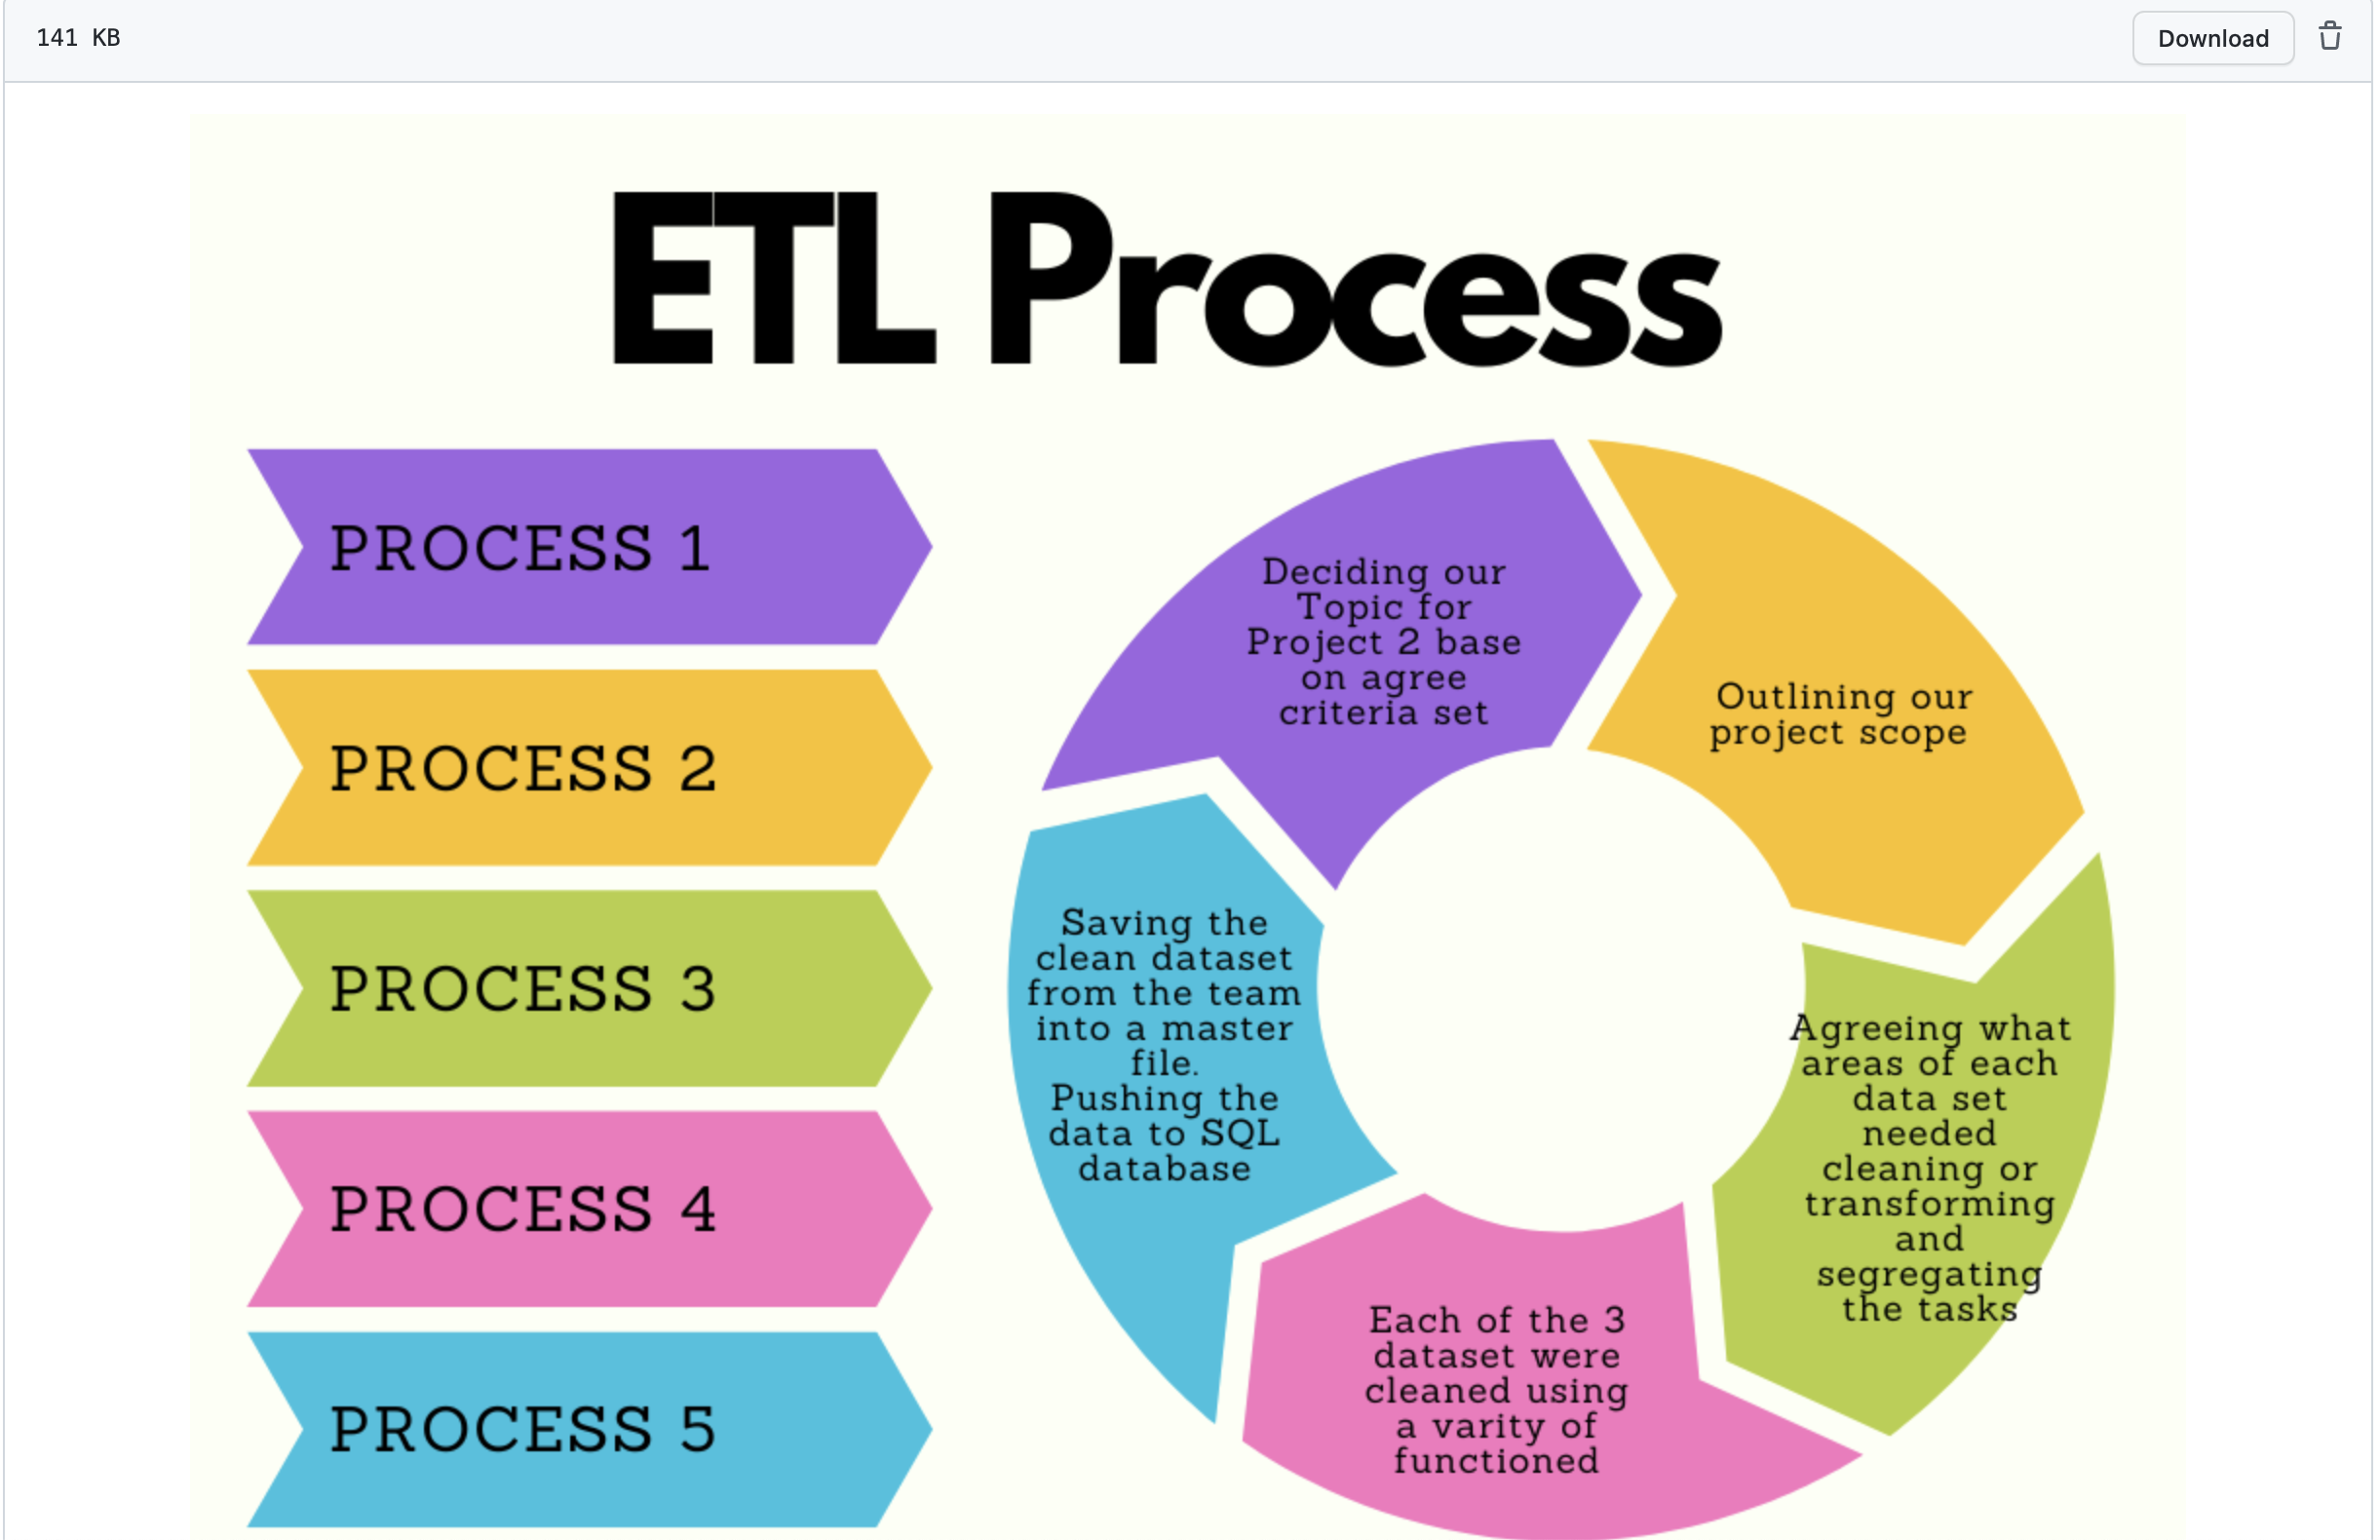 141 KB
Download
ETL Process
PROCESS 1
PROCESS 2
PROCESS 3
PROCESS 4
PROCESS 5
Deciding our
Topic for
Project 2 base
on agree
criteria set
Outlining our
project scope
Agreeing what
areas of each
data set
needed
cleaning or
transforming
and
segregating
the tasks
Each of the 3
dataset were
cleaned using
a varity of
functioned
Saving the
clean dataset
from the team
into a master
file.
Pushing the
data to SQL
database